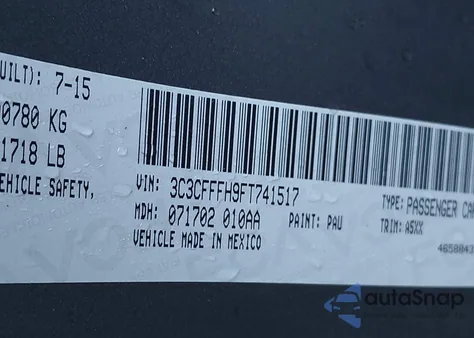 UILT): 7-15
0780 KG
1718 LB
EHICLE SAFETY,
VIN: 3C3CFFFH9FT741517
MDH: 071702 010AA
PAINT: PAU
VEHICLE MADE IN MEXICO
TYPE: PASSENGER CA
TRIM: A5XX
4658843
autoSnap